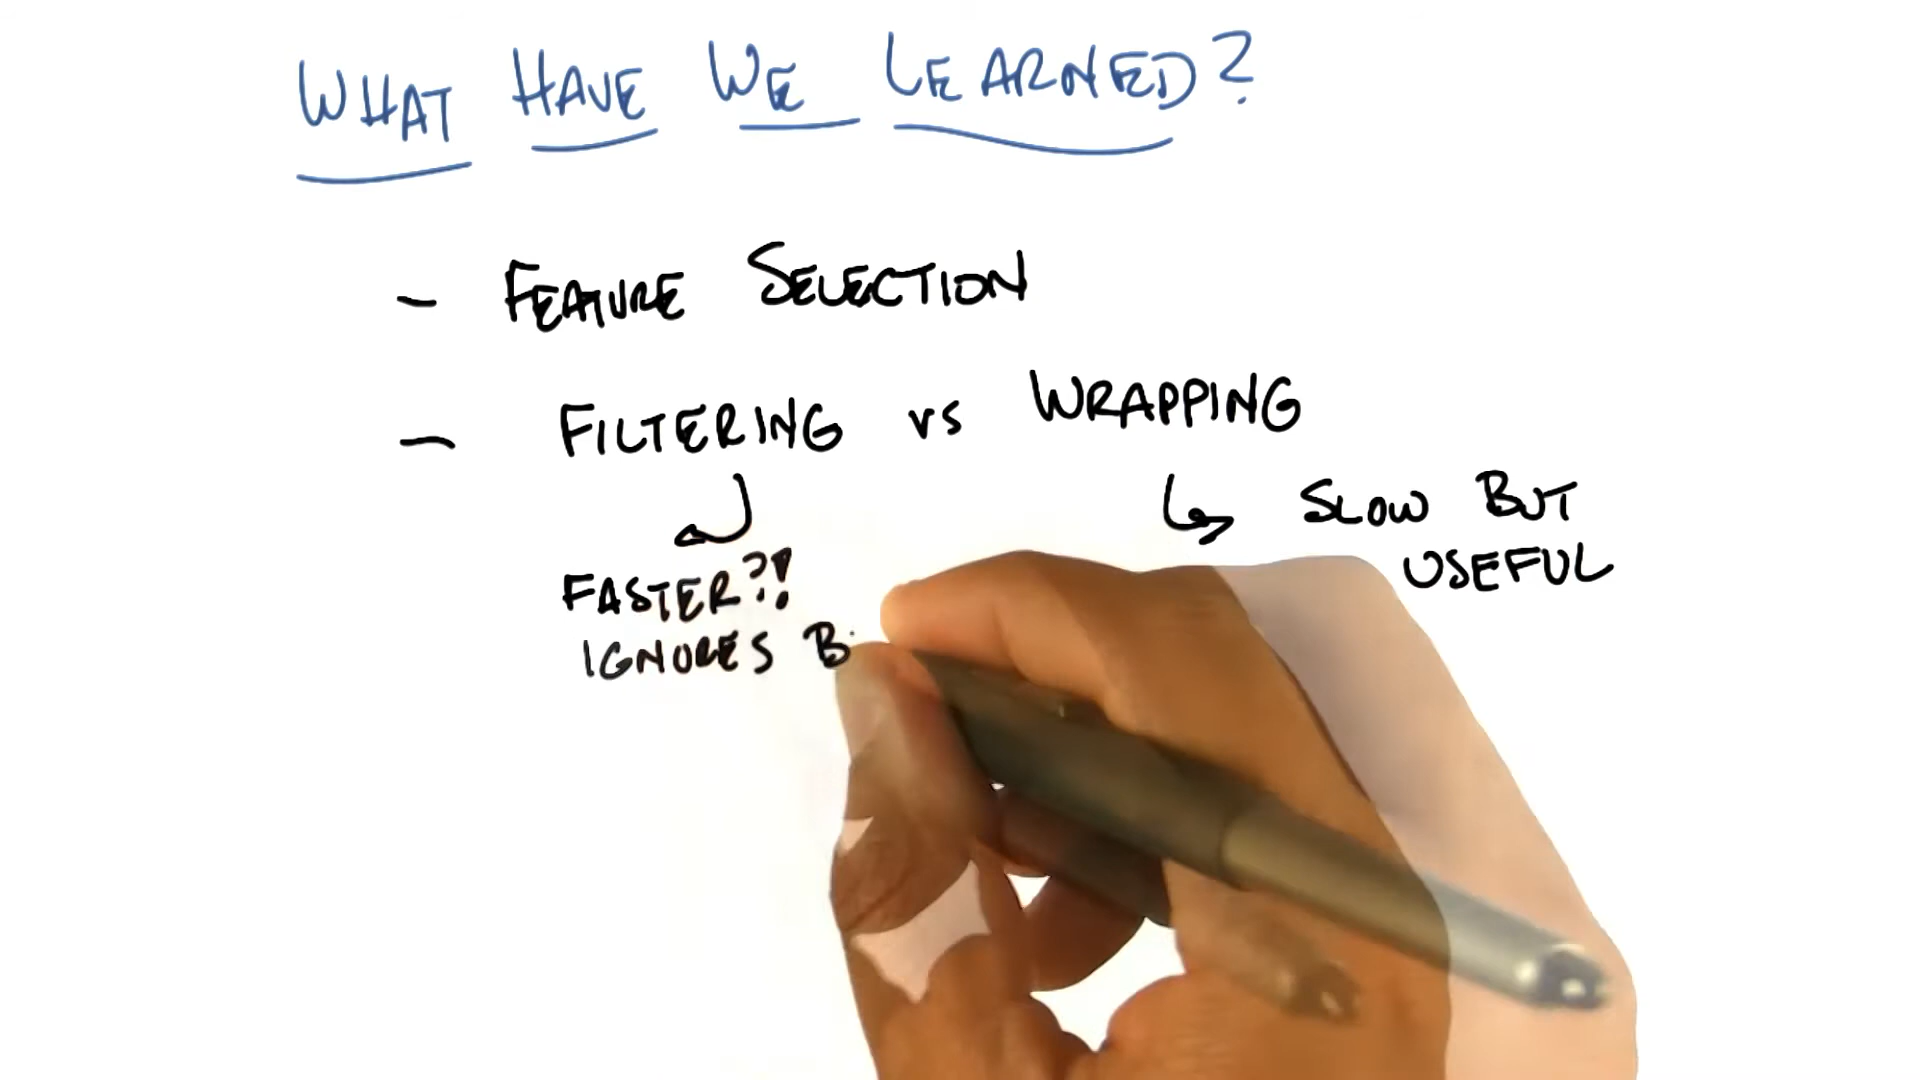 WHAT HAVE WE LEARNED?
- FEATURE SELECTION
- FILTERING vs WRAPPING
SLOW BUT
USEFUL
FASTER?!
IGNORES B